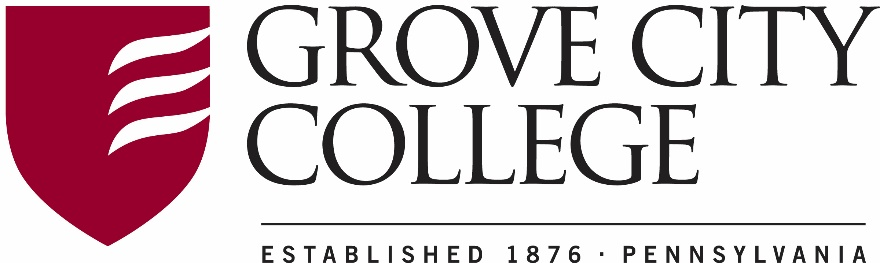 GROVE CITY
COLLEGE
ESTABLISHED 1876 · PENNSYLVANIA